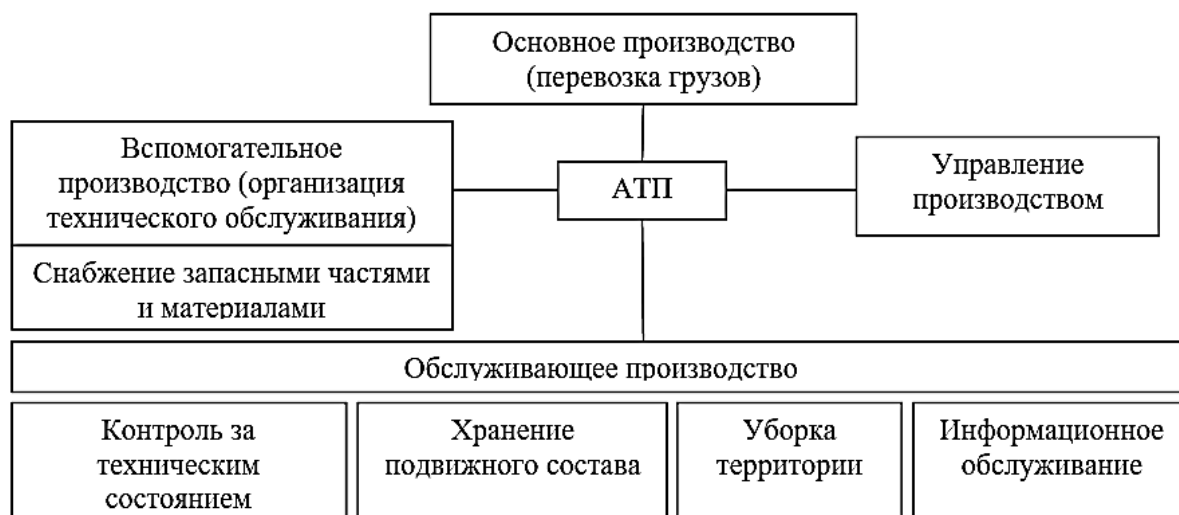 Основное производство
(перевозка грузов)
Вспомогательное
производство (организация
технического обслуживания)
АТП
Управление
производством
Снабжение запасными частями
и материалами
Обслуживающее производство
Контроль за
техническим
состоянием
Хранение
подвижного состава
Уборка
территории
Информационное
обслуживание